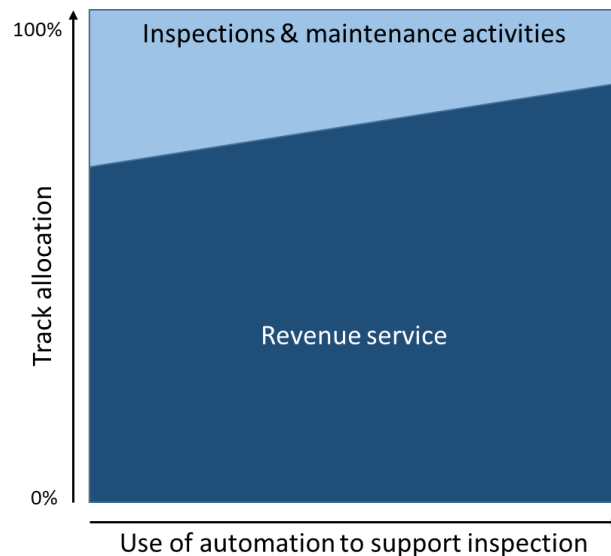 100%
Inspections & maintenance activities
Track allocation
Revenue service
0%
Use of automation to support inspection